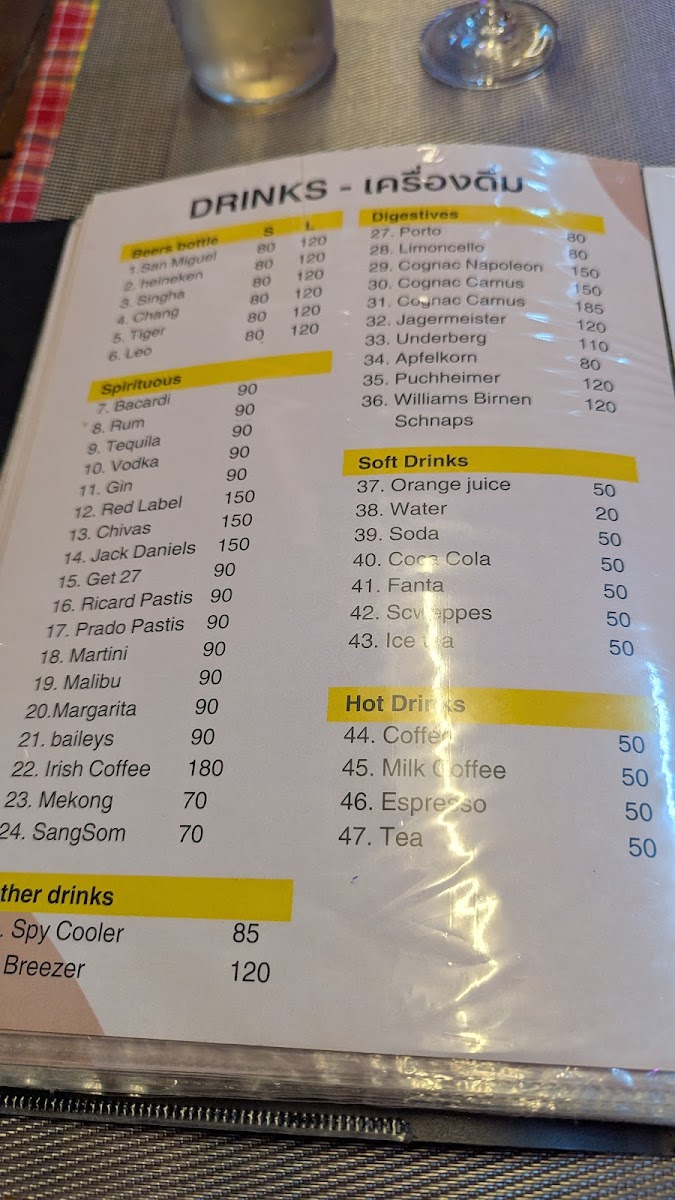 DRINKS - เครื่องดื่ม
Beers bottle S L
1. San Miguel 80 120
2. heineken 80 120
3. Singha 80 120
4. Chang 80 120
5. Tiger 80 120
6. Leo 80 120
Spirituous
7. Bacardi 90
8. Rum 90
9. Tequila 90
10. Vodka 90
11. Gin 90
12. Red Label 150
13. Chivas 150
14. Jack Daniels 150
15. Get 27 90
16. Ricard Pastis 90
17. Prado Pastis 90
18. Martini 90
19. Malibu 90
20.Margarita 90
21. baileys 90
22. Irish Coffee 180
23. Mekong 70
24. SangSom 70
ther drinks
. Spy Cooler 85
Breezer 120
Digestives
27. Porto 80
28. Limoncello 80
29. Cognac Napoleon 150
30. Cognac Camus 150
31. Cognac Camus 185
32. Jagermeister 120
33. Underberg 110
34. Apfelkorn 80
35. Puchheimer 120
36. Williams Birnen 120
Schnaps
Soft Drinks
37. Orange juice 50
38. Water 20
39. Soda 50
40. Coca Cola 50
41. Fanta 50
42. Scweppes 50
43. Ice tea 50
Hot Drinks
44. Coffee 50
45. Milk Coffee 50
46. Espresso 50
47. Tea 50